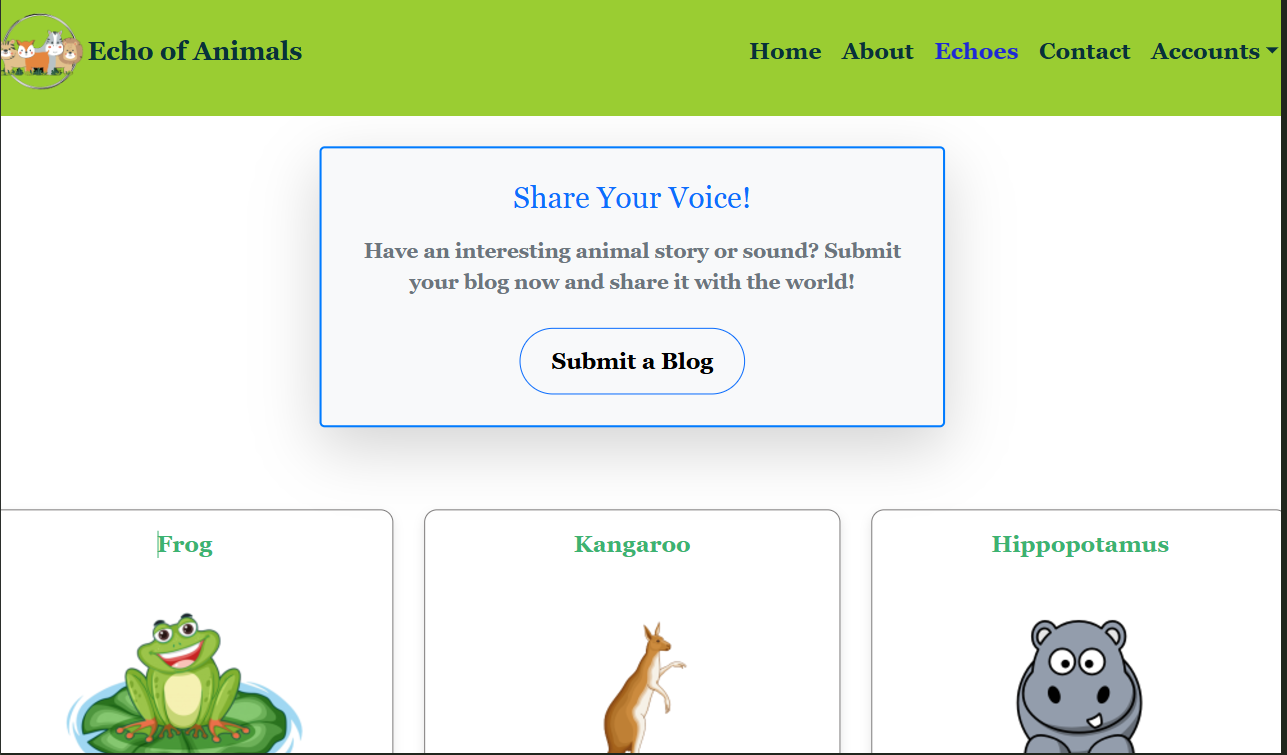 Echo of Animals
Home About Echoes Contact Accounts
Share Your Voice!
Have an interesting animal story or sound? Submit
your blog now and share it with the world!
Submit a Blog
Frog
Kangaroo
Hippopotamus